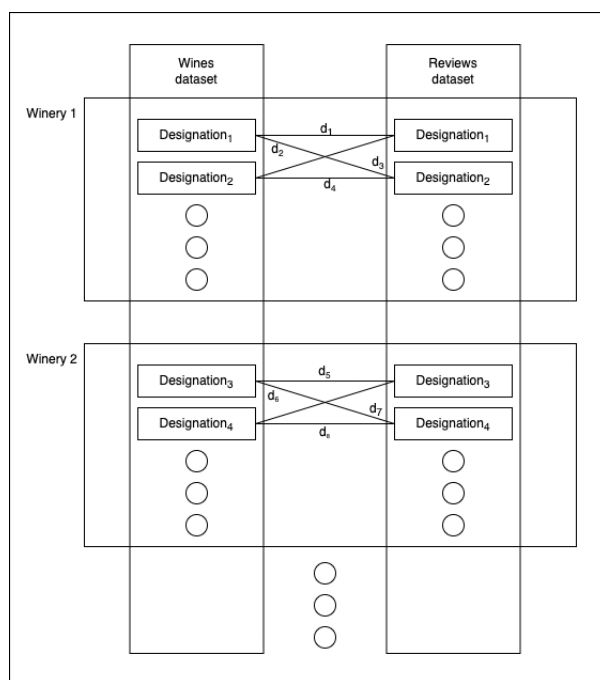 Wines
dataset
Reviews
dataset
Winery 1
Designation₁
d₁
Designation₁
d₂
d₃
Designation₂
d₄
Designation₂
Winery 2
Designation₃
d₅
Designation₃
d₆
d₇
Designation₄
d₈
Designation₄